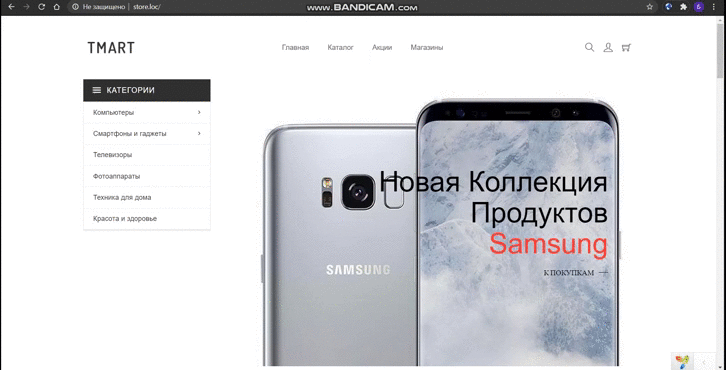 Не защищено | store.loc/
www.BANDICAM.com
6
TMART
Главная Каталог Акции Магазины
КАТЕГОРИИ
Компьютеры
Смартфоны и гаджеты
Телевизоры
Фотоаппараты
Техника для дома
Красота и здоровье
Новая Коллекция
Продуктов
Samsung
К ПОКУПКАМ
SAMSUNG